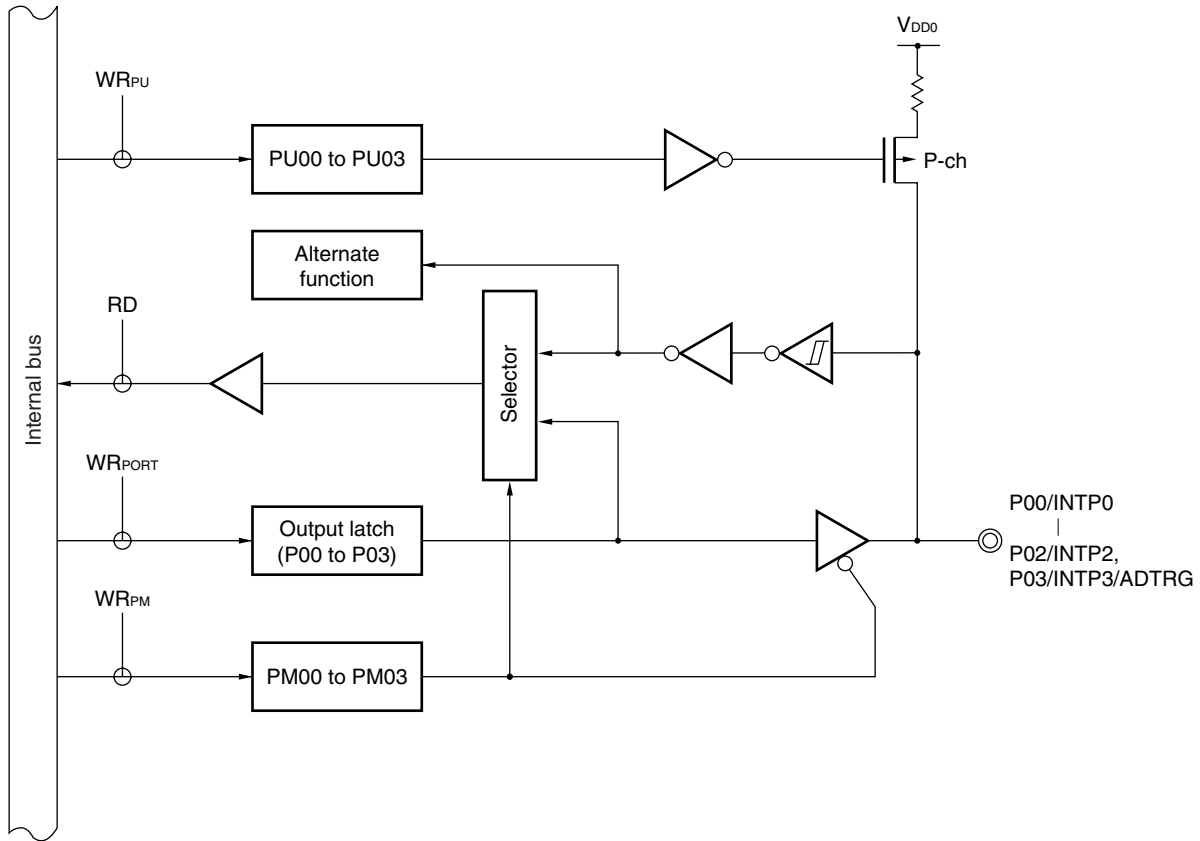 VDD0
WRPU
PU00 to PU03
P-ch
Alternate
function
RD
Selector
Internal bus
WRPORT
Output latch
(P00 to P03)
P00/INTP0
P02/INTP2,
P03/INTP3/ADTRG
WRPM
PM00 to PM03